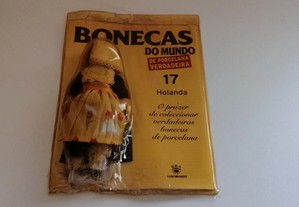 BONECAS
DO MUNDO
DE PORCELANA
VERDADEIRA
17
Holanda
O prazer
de coleccionar
verdadeiras
bonecas
de porcelana